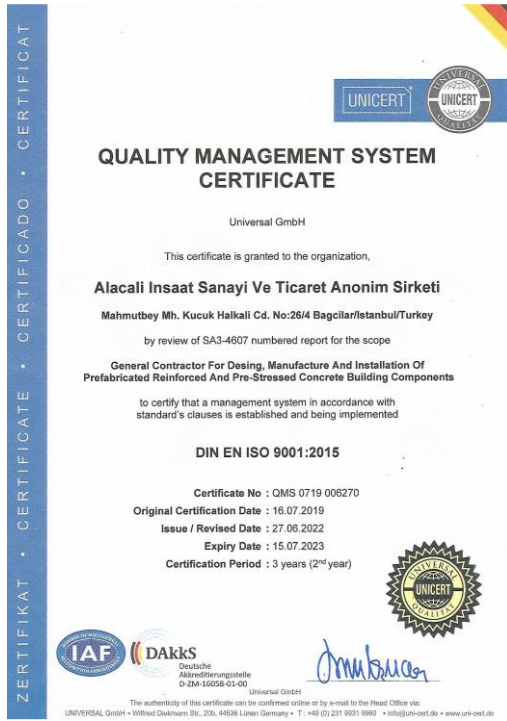 ZERTIFIKAT • CERTIFICATE • CERTIFICADO • CERTIFICAT
UNICERT
UNIVERSAL
UNICERT
QUALITÄT
QUALITY MANAGEMENT SYSTEM
CERTIFICATE
Universal GmbH
This certificate is granted to the organization,
Alacali Insaat Sanayi Ve Ticaret Anonim Sirketi
Mahmutbey Mh. Kucuk Halkali Cd. No:26/4 Bagcilar/Istanbul/Turkey
by review of SA3-4607 numbered report for the scope
General Contractor For Desing, Manufacture And Installation Of
Prefabricated Reinforced And Pre-Stressed Concrete Building Components
to certify that a management system in accordance with
standard's clauses is established and being implemented
DIN EN ISO 9001:2015
Certificate No : QMS 0719 006270
Original Certification Date : 16.07.2019
Issue / Revised Date : 27.06.2022
Expiry Date : 15.07.2023
Certification Period : 3 years (2nd year)
UNIVERSAL
UNICERT
QUALITÄT
IAF
DAkkS
Deutsche
Akkreditierungsstelle
D-ZM-16058-01-00
Universal GmbH
The authenticity of this certificate can be confirmed online or by e-mail to the Head Office via:
UNIVERSAL GmbH • Wilfried Diekmann Str., 20b, 44536 Lünen Germany • T : +49 (0) 231 9931 9960 • info@uni-cert.de • www.uni-cert.de